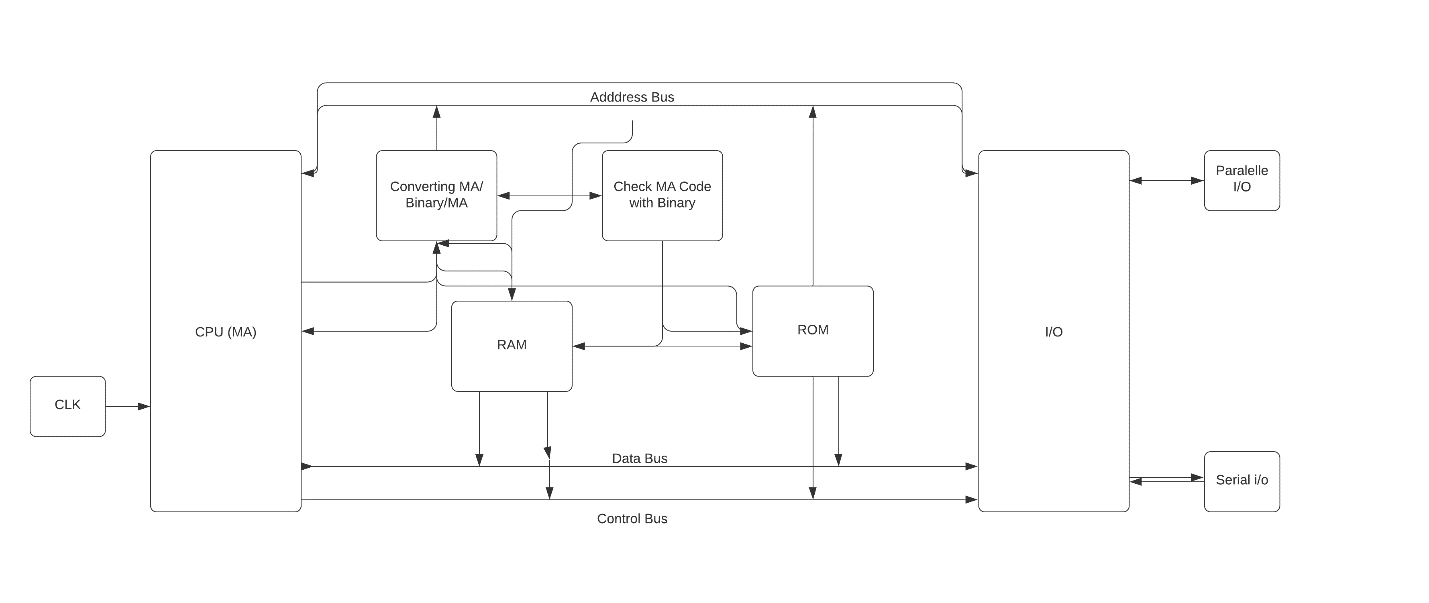 Adddress Bus
Converting MA/
Binary/MA
Check MA Code
with Binary
Paralelle
I/O
CPU (MA)
RAM
ROM
I/O
CLK
Data Bus
Serial i/o
Control Bus